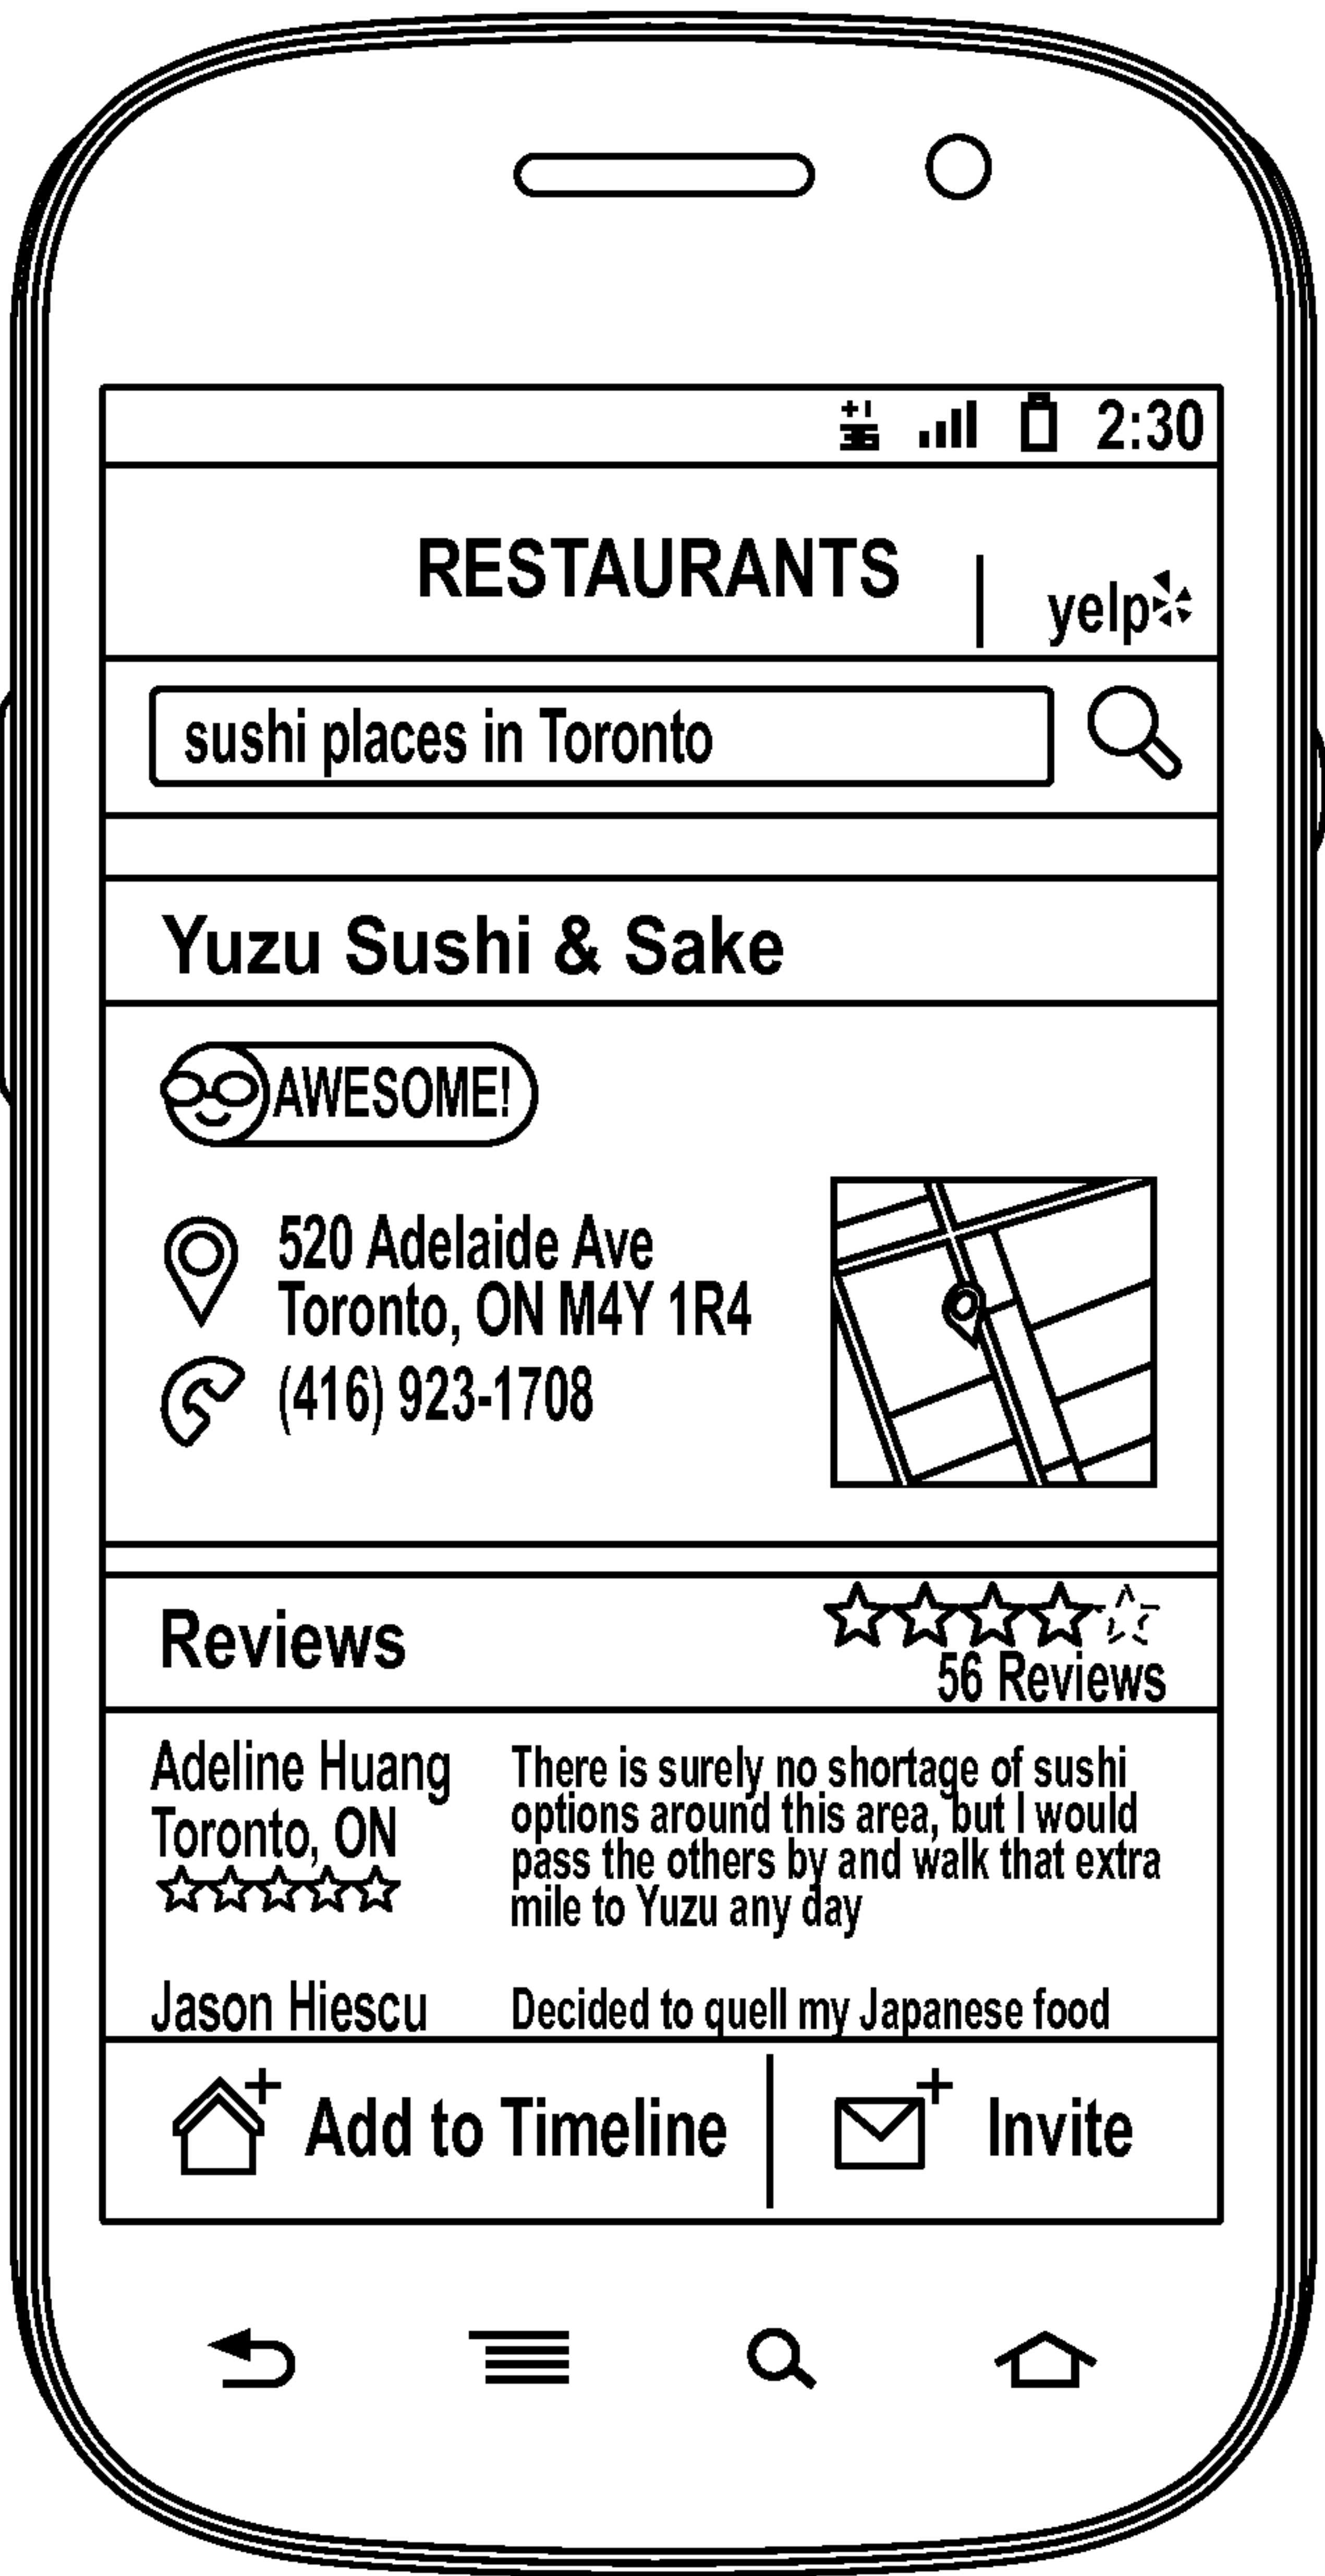 2:30
RESTAURANTS
yelp
sushi places in Toronto
Yuzu Sushi & Sake
AWESOME!
520 Adelaide Ave
Toronto, ON M4Y 1R4
(416) 923-1708
Reviews
56 Reviews
Adeline Huang
Toronto, ON
There is surely no shortage of sushi
options around this area, but I would
pass the others by and walk that extra
mile to Yuzu any day
Jason Hiescu
Decided to quell my Japanese food
Add to Timeline
Invite